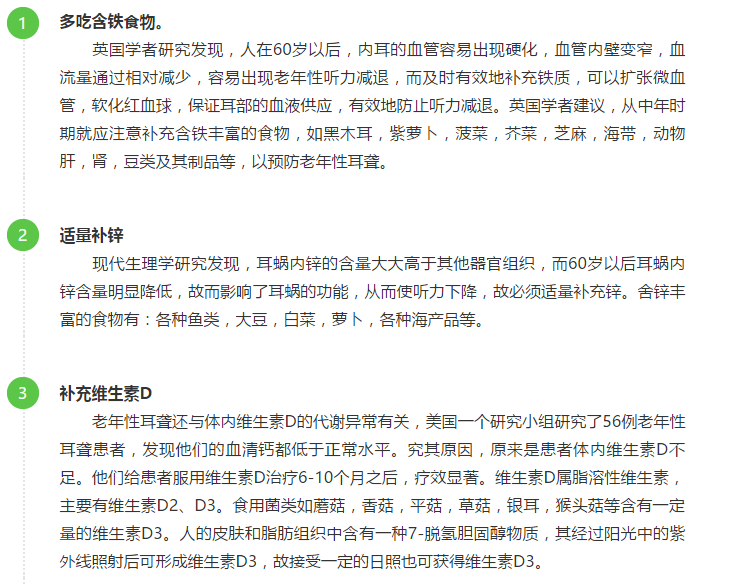 1
多吃含铁食物。
英国学者研究发现，人在60岁以后，内耳的血管容易出现硬化，血管内壁变窄，血
流量通过相对减少，容易出现老年性听力减退，而及时有效地补充铁质，可以扩张微血
管，软化红血球，保证耳部的血液供应，有效地防止听力减退。英国学者建议，从中年时
期就应注意补充含铁丰富的食物，如黑木耳，紫萝卜，菠菜，芥菜，芝麻，海带，动物
肝，肾，豆类及其制品等，以预防老年性耳聋。
2
适量补锌
现代生理学研究发现，耳蜗内锌的含量大大高于其他器官组织，而60岁以后耳蜗内
锌含量明显降低，故而影响了耳蜗的功能，从而使听力下降，故必须适量补充锌。舍锌丰
富的食物有：各种鱼类，大豆，白菜，萝卜，各种海产品等。
3
补充维生素D
老年性耳聋还与体内维生素D的代谢异常有关，美国一个研究小组研究了56例老年性
耳聋患者，发现他们的血清钙都低于正常水平。究其原因，原来是患者体内维生素D不
足。他们给患者服用维生素D治疗6-10个月之后，疗效显著。维生素D属脂溶性维生素，
主要有维生素D2、D3。食用菌类如蘑菇，香菇，平菇，草菇，银耳，猴头菇等含有一定
量的维生素D3。人的皮肤和脂肪组织中含有一种7-脱氢胆固醇物质，其经过阳光中的紫
外线照射后可形成维生素D3，故接受一定的日照也可获得维生素D3。